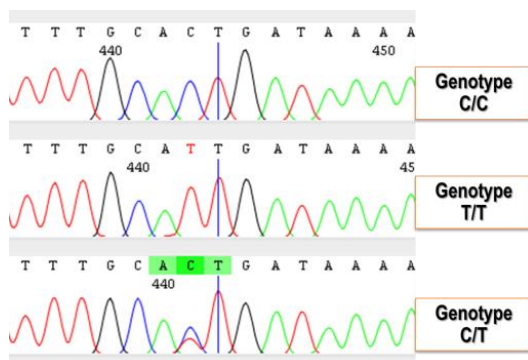 T T T G C A C T G A T A A A A
440 450
Genotype
C/C
T T T G C A T T G A T A A A A
440 45
Genotype
T/T
T T T G C A C T G A T A A A A
440
Genotype
C/T